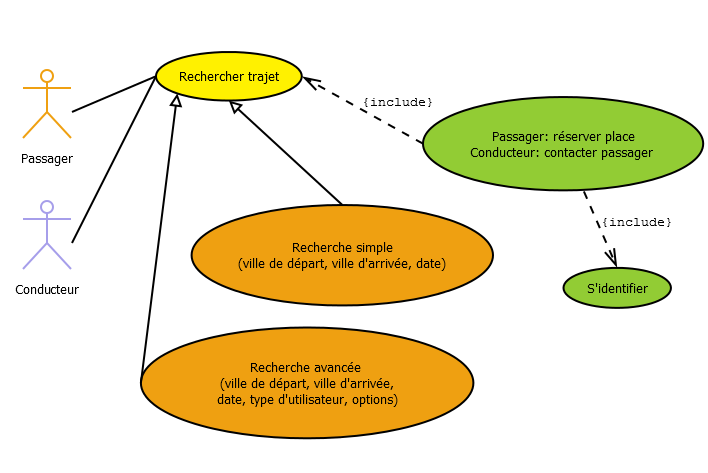 Rechercher trajet
{include}
Passager: réserver place
Conducteur: contacter passager
Passager
{include}
Recherche simple
(ville de départ, ville d'arrivée, date)
Conducteur
S'identifier
Recherche avancée
(ville de départ, ville d'arrivée,
date, type d'utilisateur, options)